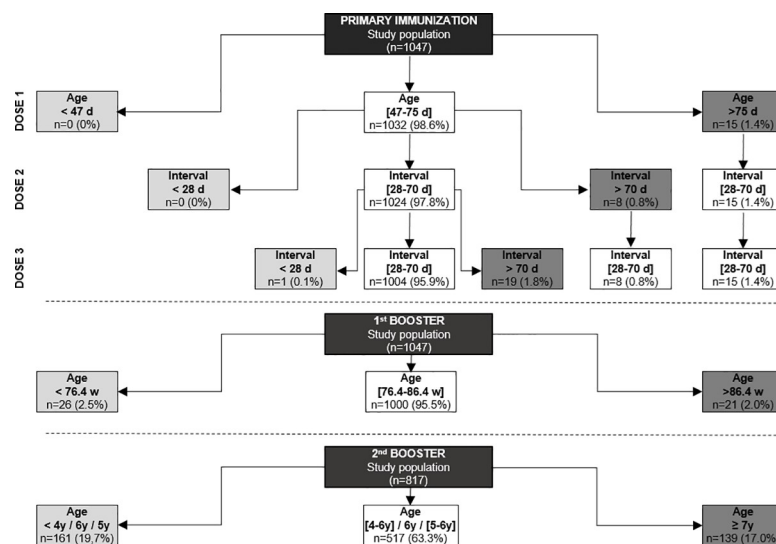 PRIMARY IMMUNIZATION
Study population
(n=1047)
DOSE 1
Age
< 47 d
n=0 (0%)
Age
[47-75 d]
n=1032 (98.6%)
Age
>75 d
n=15 (1.4%)
DOSE 2
Interval
< 28 d
n=0 (0%)
Interval
[28-70 d]
n=1024 (97.8%)
Interval
> 70 d
n=8 (0.8%)
Interval
[28-70 d]
n=15 (1.4%)
DOSE 3
Interval
< 28 d
n=1 (0.1%)
Interval
[28-70 d]
n=1004 (95.9%)
Interval
> 70 d
n=19 (1.8%)
Interval
[28-70 d]
n=8 (0.8%)
Interval
[28-70 d]
n=15 (1.4%)
1st BOOSTER
Study population
(n=1047)
Age
< 76.4 w
n=26 (2.5%)
Age
[76.4-86.4 w]
n=1000 (95.5%)
Age
>86.4 w
n=21 (2.0%)
2nd BOOSTER
Study population
(n=817)
Age
< 4y / 6y / 5y
n=161 (19,7%)
Age
[4-6y] / 6y / [5-6y]
n=517 (63.3%)
Age
≥ 7y
n=139 (17.0%)